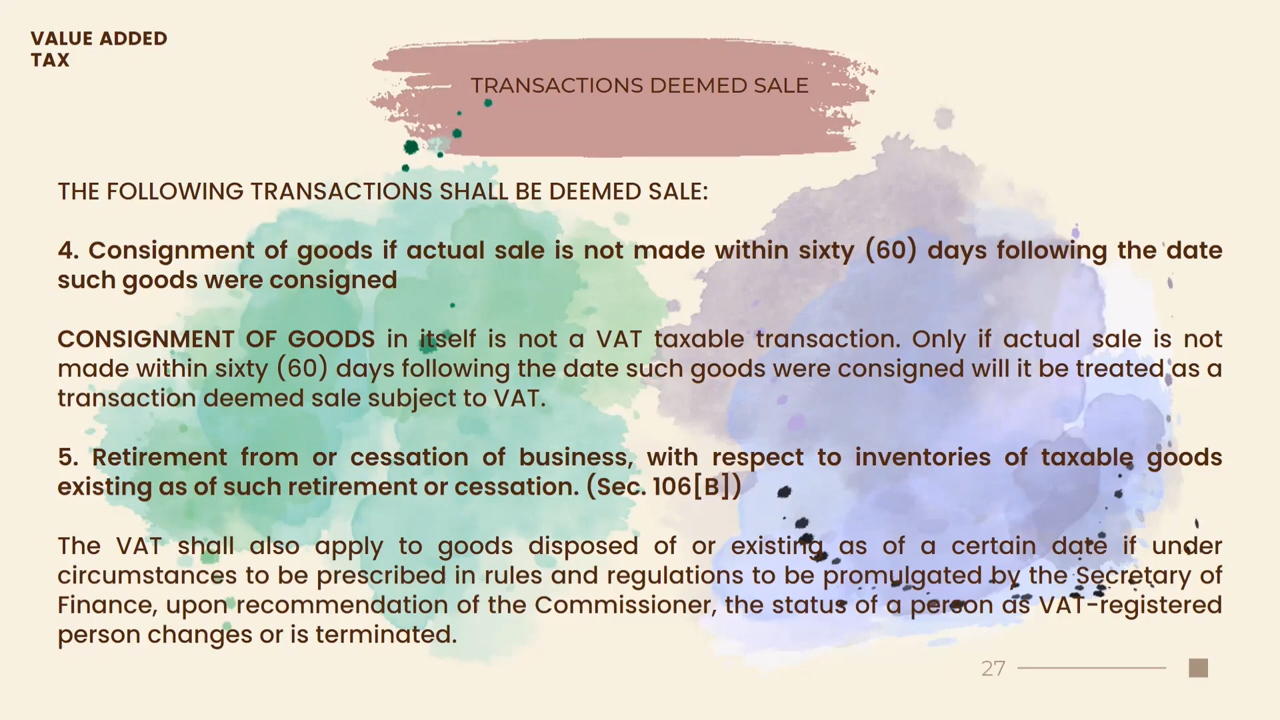 VALUE ADDED
TAX
TRANSACTIONS DEEMED SALE
THE FOLLOWING TRANSACTIONS SHALL BE DEEMED SALE:
4. Consignment of goods if actual sale is not made within sixty (60) days following the date
such goods were consigned
CONSIGNMENT OF GOODS in itself is not a VAT taxable transaction. Only if actual sale is not
made within sixty (60) days following the date such goods were consigned will it be treated as a
transaction deemed sale subject to VAT.
5. Retirement from or cessation of business, with respect to inventories of taxable goods
existing as of such retirement or cessation. (Sec. 106[B])
The VAT shall also apply to goods disposed of or existing as of a certain date if under
circumstances to be prescribed in rules and regulations to be promulgated by the Secretary of
Finance, upon recommendation of the Commissioner, the status of a person as VAT-registered
person changes or is terminated.
27